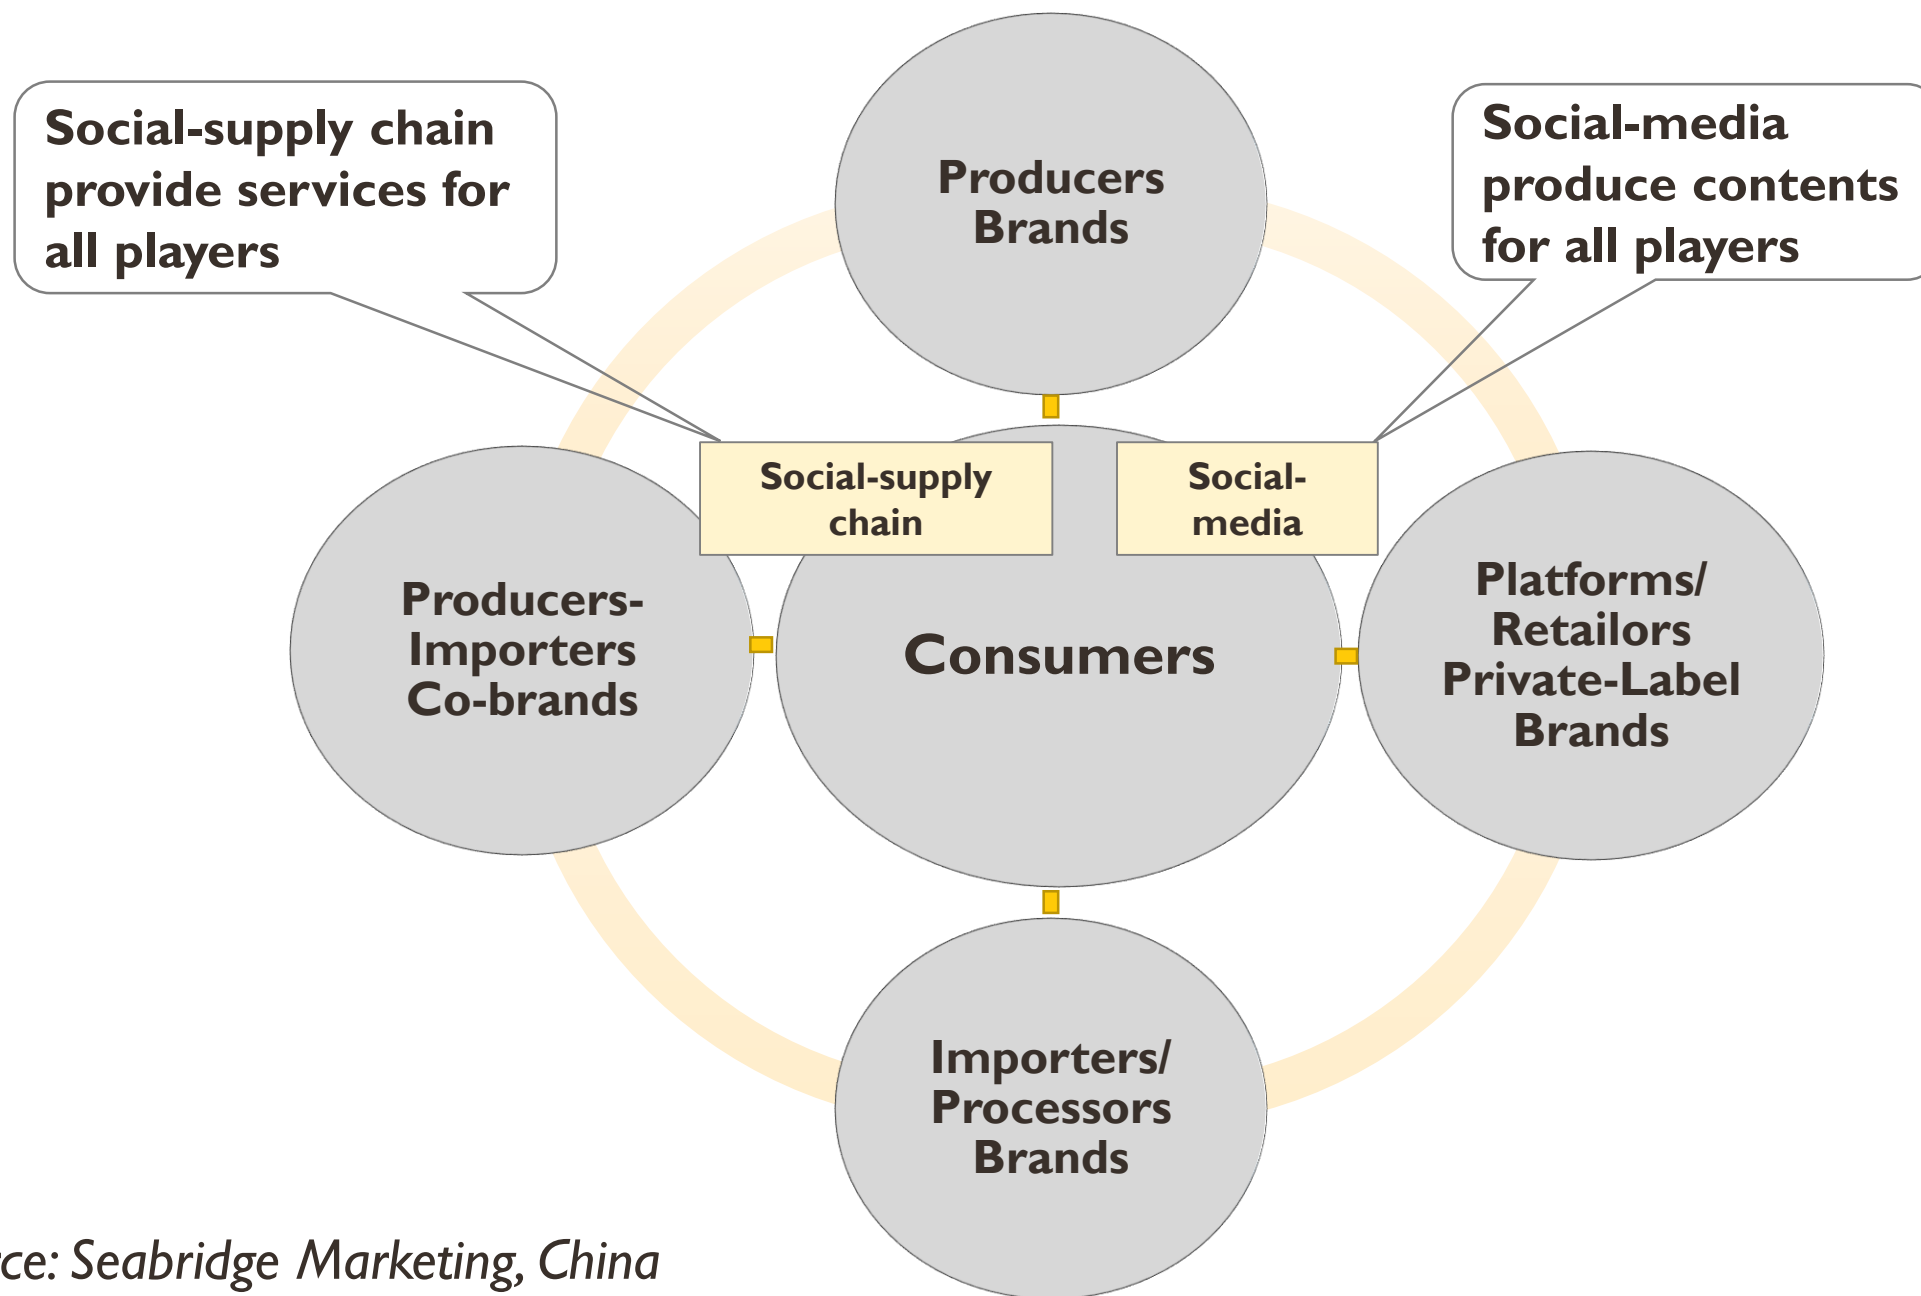 Social-supply chain
provide services for
all players
Social-media
produce contents
for all players
Producers
Brands
Social-supply
chain
Social-
media
Producers-
Importers
Co-brands
Consumers
Platforms/
Retailors
Private-Label
Brands
Importers/
Processors
Brands
rce: Seabridge Marketing, China